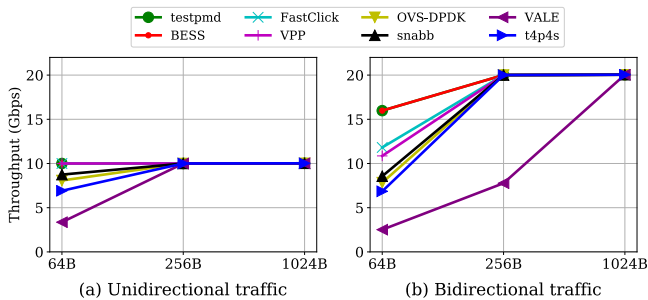 testpmd FastClick OVS-DPDK VALE
BESS VPP snabb t4p4s
Throughput (Gbps)
20
15
10
5
0
64B 256B 1024B
(a) Unidirectional traffic
20
15
10
5
0
64B 256B 1024B
(b) Bidirectional traffic